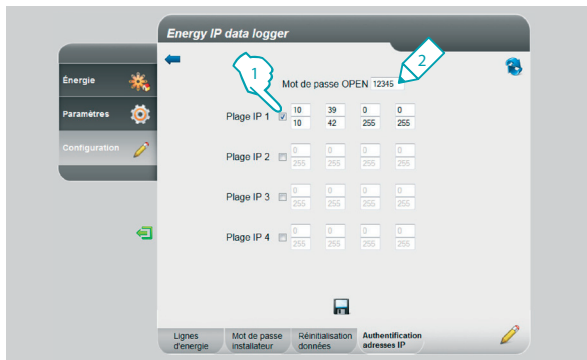 Energy IP data logger
1
2
Mot de passe OPEN 12345
Énergie
Paramètres
Configuration
Plage IP 1 10 39 0 0
10 42 255 255
Plage IP 2 0 0 0 0
255 255 255 255
Plage IP 3 0 0 0 0
255 255 255 255
Plage IP 4 0 0 0 0
255 255 255 255
Lignes d'energie
Mot de passe installateur
Réinitialisation données
Authentification adresses IP